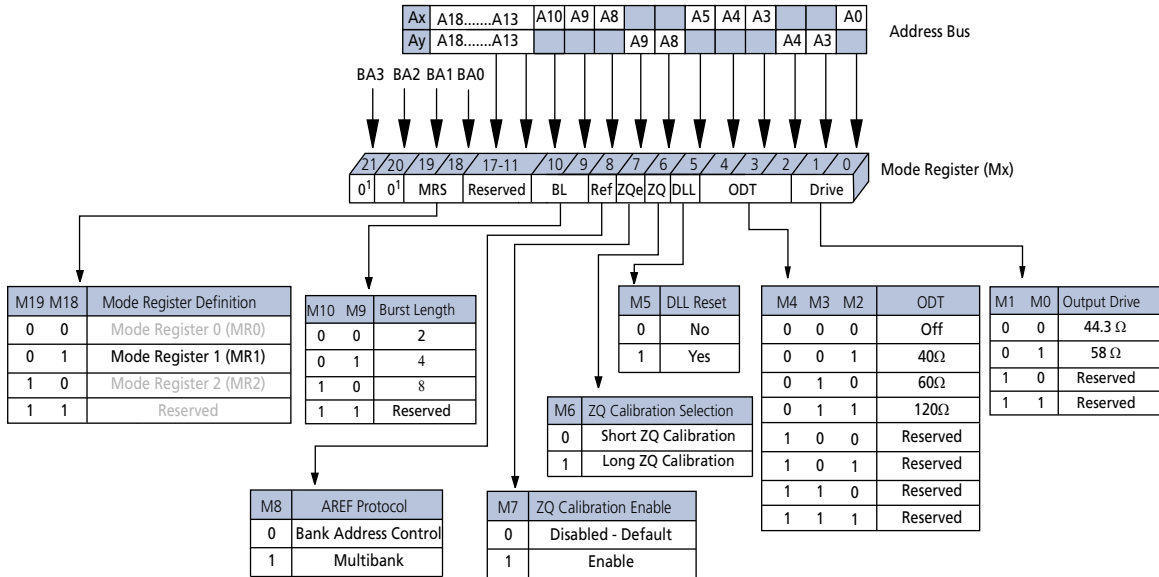 Ax A18.......A13 A10 A9 A8 A5 A4 A3 A0
Ay A18.......A13 A9 A8 A4 A3
Address Bus
BA3 BA2 BA1 BA0
21 20 19 18 17-11 10 9 8 7 6 5 4 3 2 1 0
Mode Register (Mx)
0¹ 0¹ MRS Reserved BL Ref ZQe ZQ DLL ODT Drive
M19 M18 Mode Register Definition
0 0 Mode Register 0 (MR0)
0 1 Mode Register 1 (MR1)
1 0 Mode Register 2 (MR2)
1 1 Reserved
M10 M9 Burst Length
0 0 2
0 1 4
1 0 8
1 1 Reserved
M5 DLL Reset
0 No
1 Yes
M4 M3 M2 ODT
0 0 0 Off
0 0 1 40Ω
0 1 0 60Ω
0 1 1 120Ω
1 0 0 Reserved
1 0 1 Reserved
1 1 0 Reserved
1 1 1 Reserved
M1 M0 Output Drive
0 0 44.3 Ω
0 1 58 Ω
1 0 Reserved
1 1 Reserved
M6 ZQ Calibration Selection
0 Short ZQ Calibration
1 Long ZQ Calibration
M8 AREF Protocol
0 Bank Address Control
1 Multibank
M7 ZQ Calibration Enable
0 Disabled - Default
1 Enable